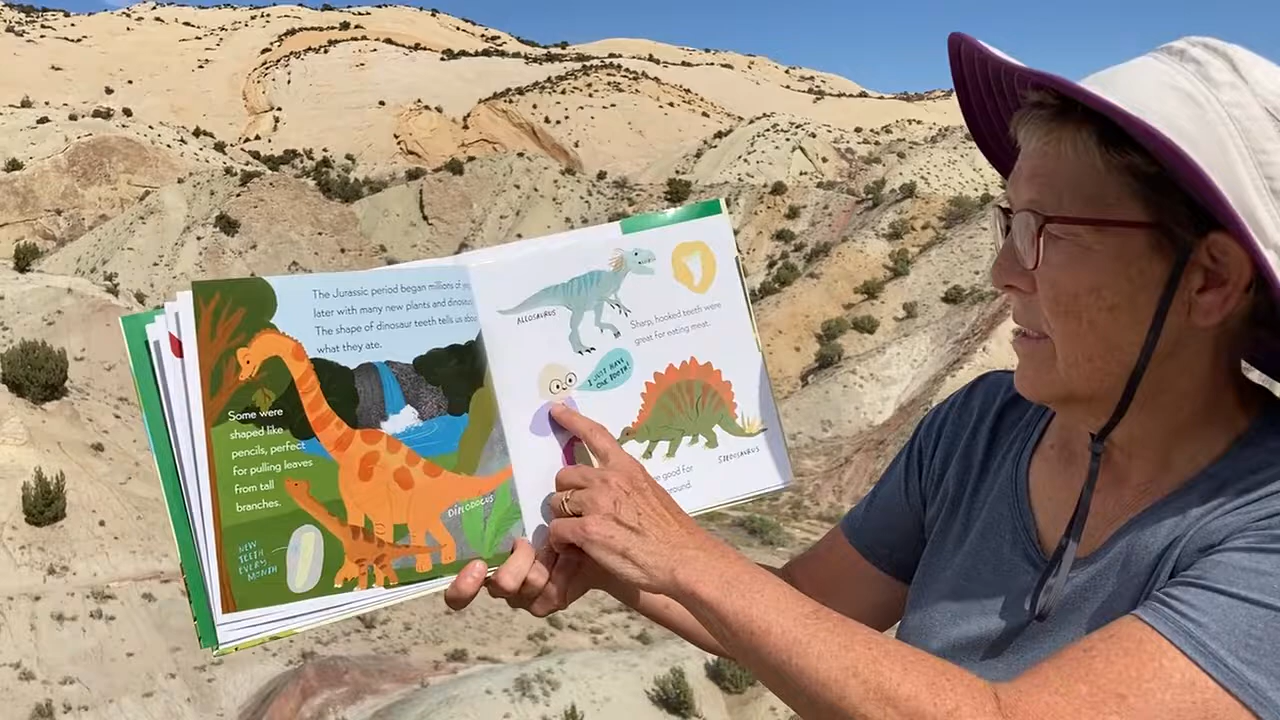 The Jurassic period began millions of
later with many new plants and
The shape of dinosaur teeth tells us
what they ate.
Some were
shaped like
pencils, perfect
for pulling leaves
from tall
branches.
DIPLODOCUS
NEW
TEETH
EVERY
MONTH
ALLOSAURUS
Sharp, hooked teeth were
great for eating meat.
I JUST HAVE
ONE TOOTH!
STEGOSAURUS
good for